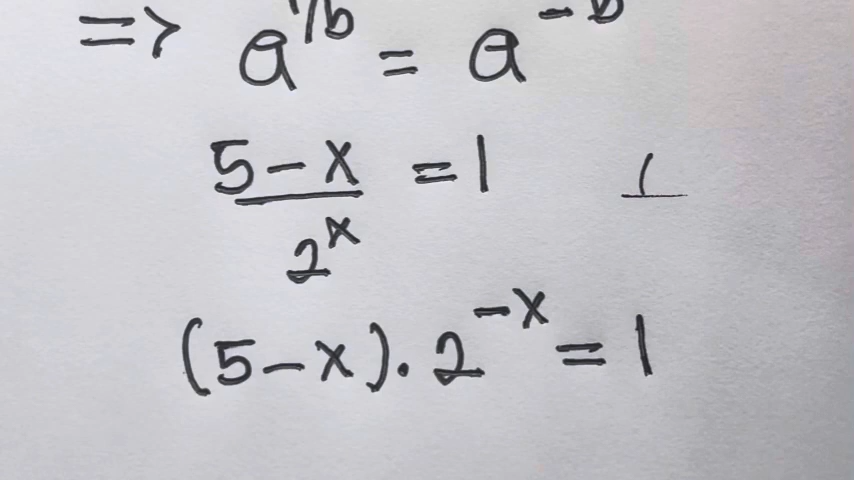 => a^1/b = a^-b
5-x/2^x = 1
(5-x).2^-x = 1